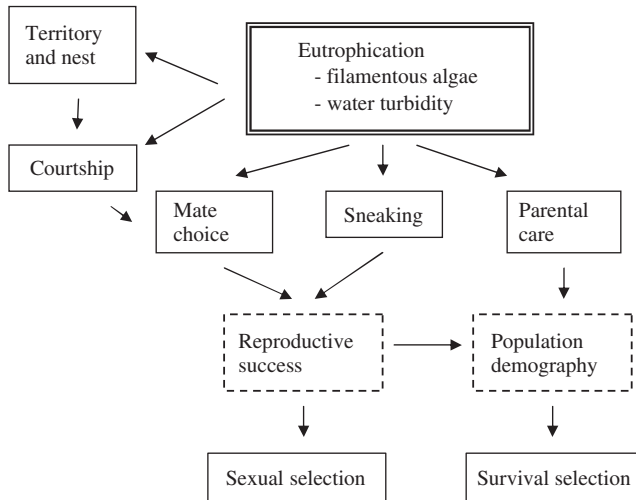 Territory
and nest
Eutrophication
- filamentous algae
- water turbidity
Courtship
Mate
choice
Sneaking
Parental
care
Reproductive
success
Population
demography
Sexual selection
Survival selection